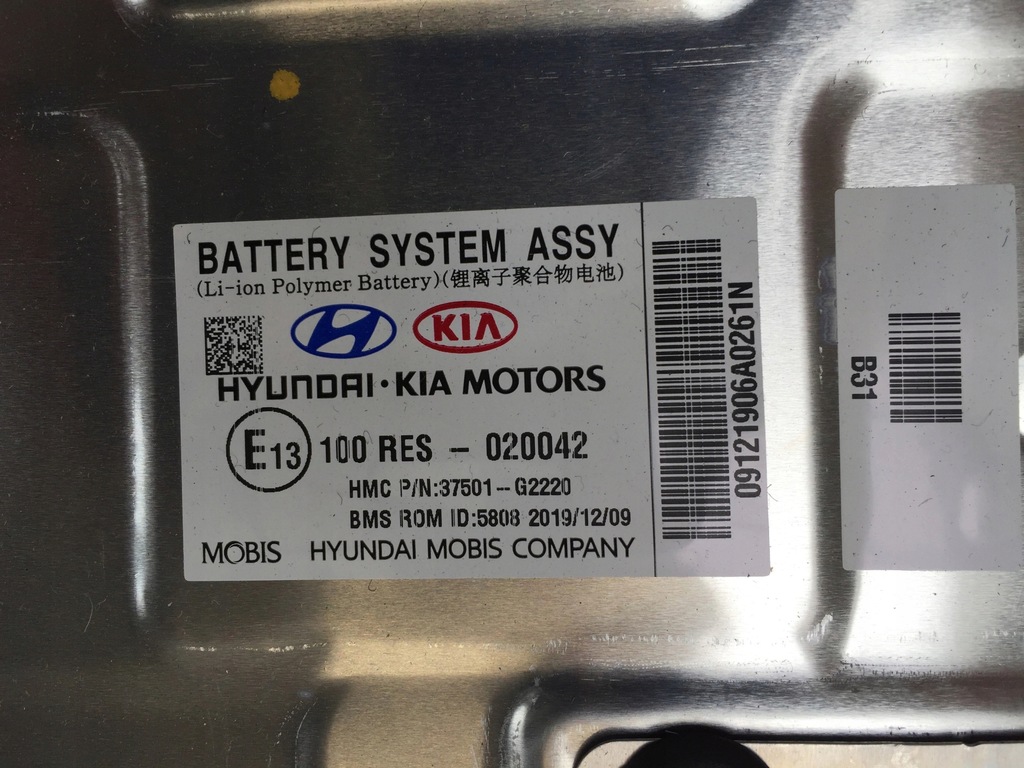 BATTERY SYSTEM ASSY
(Li-ion Polymer Battery)(锂离子聚合物电池)
KIA
HYUNDAI · KIA MOTORS
E13 100 RES - 020042
HMC P/N:37501-G2220
BMS ROM ID:5808 2019/12/09
MOBIS HYUNDAI MOBIS COMPANY
09121906A0261N
B31